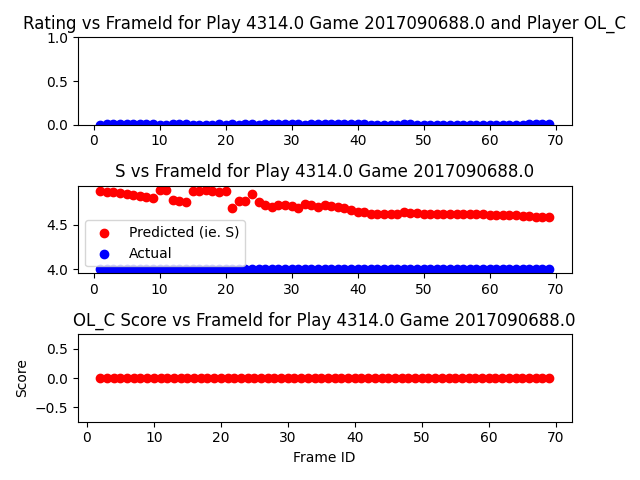 Rating vs FrameId for Play 4314.0 Game 2017090688.0 and Player OL_C
1.0
0.5
0.0
0 10 20 30 40 50 60 70
S vs FrameId for Play 4314.0 Game 2017090688.0
4.5
4.0
Predicted (ie. S)
Actual
0 10 20 30 40 50 60 70
OL_C Score vs FrameId for Play 4314.0 Game 2017090688.0
Score
0.5
0.0
−0.5
0 10 20 30 40 50 60 70
Frame ID